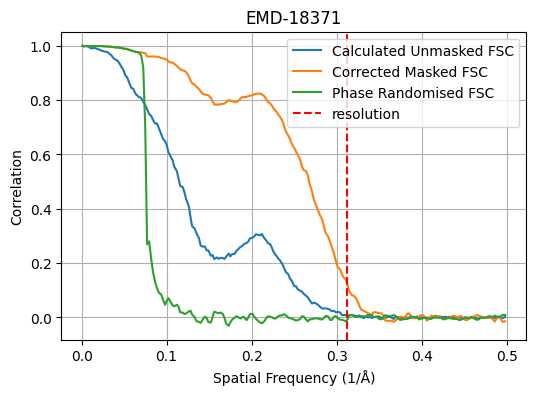 EMD-18371
Calculated Unmasked FSC
Corrected Masked FSC
Phase Randomised FSC
resolution
Correlation
1.0
0.8
0.6
0.4
0.2
0.0
0.0 0.1 0.2 0.3 0.4 0.5
Spatial Frequency (1/Å)